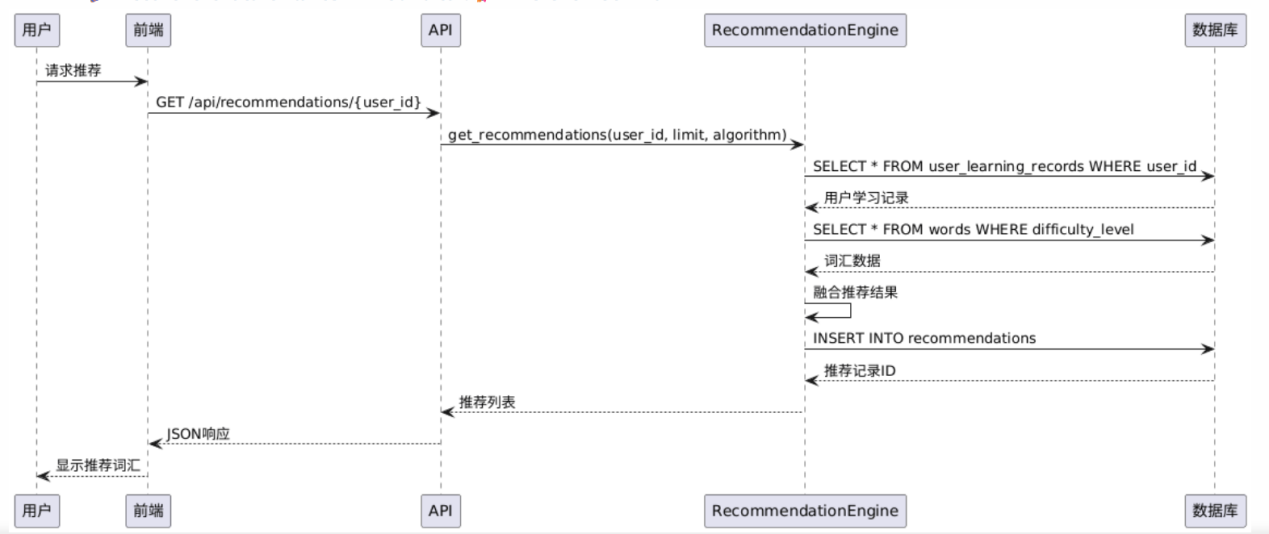 用户 前端 API RecommendationEngine 数据库
请求推荐
GET /api/recommendations/{user_id}
get_recommendations(user_id, limit, algorithm)
SELECT * FROM user_learning_records WHERE user_id
用户学习记录
SELECT * FROM words WHERE difficulty_level
词汇数据
融合推荐结果
INSERT INTO recommendations
推荐记录ID
推荐列表
JSON响应
显示推荐词汇
用户 前端 API RecommendationEngine 数据库